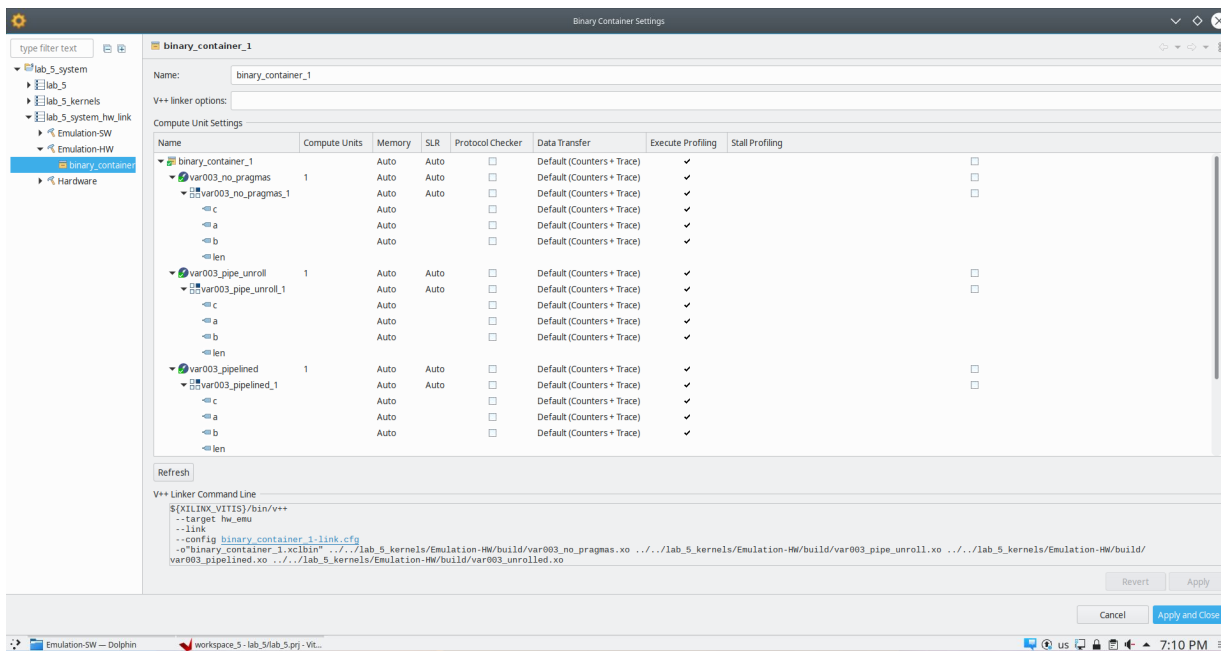 Binary Container Settings
type filter text
binary_container_1
lab_5_system
lab_5
lab_5_kernels
lab_5_system_hw_link
Emulation-SW
Emulation-HW
binary_container
Hardware
Name: binary_container_1
V++ linker options:
Compute Unit Settings
Name Compute Units Memory SLR Protocol Checker Data Transfer Execute Profiling Stall Profiling
binary_container_1 Auto Auto Default (Counters + Trace)
var003_no_pragmas 1 Auto Auto Default (Counters + Trace)
var003_no_pragmas_1 Auto Auto Default (Counters + Trace)
c Auto Default (Counters + Trace)
a Auto Default (Counters + Trace)
b Auto Default (Counters + Trace)
len
var003_pipe_unroll 1 Auto Auto Default (Counters + Trace)
var003_pipe_unroll_1 Auto Auto Default (Counters + Trace)
c Auto Default (Counters + Trace)
a Auto Default (Counters + Trace)
b Auto Default (Counters + Trace)
len
var003_pipelined 1 Auto Auto Default (Counters + Trace)
var003_pipelined_1 Auto Auto Default (Counters + Trace)
c Auto Default (Counters + Trace)
a Auto Default (Counters + Trace)
b Auto Default (Counters + Trace)
len
Refresh
V++ Linker Command Line
${XILINX_VITIS}/bin/v++
--target hw_emu
--link
--config binary_container_1-link.cfg
-o"binary_container_1.xclbin" ../../lab_5_kernels/Emulation-HW/build/var003_no_pragmas.xo ../../lab_5_kernels/Emulation-HW/build/var003_pipe_unroll.xo ../../lab_5_kernels/Emulation-HW/build/
var003_pipelined.xo ../../lab_5_kernels/Emulation-HW/build/var003_unrolled.xo
Revert Apply
Cancel Apply and Close
Emulation-SW — Dolphin workspace_5 - lab_5/lab_5.prj - Vit... us 7:10 PM